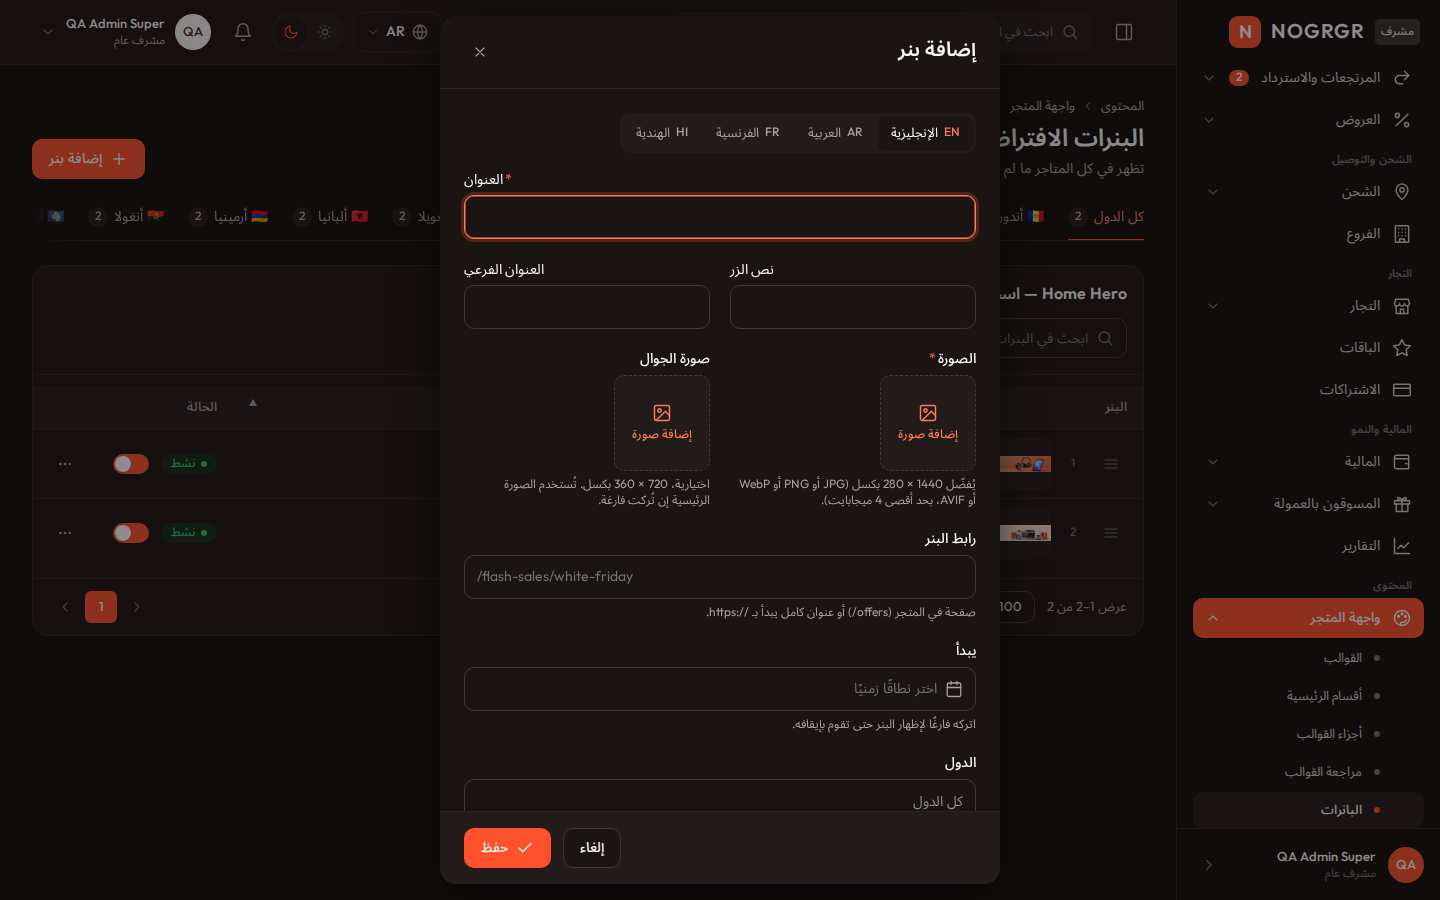 مشرف
NOGRGR
N
المرتجعات والاسترداد
2
العروض
الشحن والتوصيل
الشحن
الفروع
التجار
التجار
الباقات
الاشتراكات
المالية والنمو
المالية
المسوقون بالعمولة
التقارير
المحتوى
واجهة المتجر
القوالب
أقسام الرئيسية
أجزاء القوالب
مراجعة القوالب
البانرات
QA Admin Super
مشرف عام
QA
ابحث في
AR
QA
QA Admin Super
مشرف عام
المحتوى
واجهة المتجر
تظهر في كل المتاجر ما لم
إضافة بنر
كل الدول 2
أنغولا 2
أرمينيا 2
ألبانيا 2
2
Home Hero —
ابحث في البنرات
البنر
الحالة
1
نشط
2
نشط
عرض 1–2 من 2
100
1
إضافة بنر
EN الإنجليزية
AR العربية
FR الفرنسية
HI الهندية
العنوان *
نص الزر
العنوان الفرعي
الصورة *
صورة الجوال
إضافة صورة
إضافة صورة
يُفضّل 1440 × 280 بكسل (JPG أو PNG أو WebP
أو AVIF، بحد أقصى 4 ميجابايت).
اختيارية، 720 × 360 بكسل. تُستخدم الصورة
الرئيسية إن تُركت فارغة.
رابط البنر
/flash-sales/white-friday
صفحة في المتجر (/offers) أو عنوان كامل يبدأ بـ https://.
يبدأ
اختر نطاقًا زمنيًا
اتركه فارغًا لإظهار البنر حتى تقوم بإيقافه.
الدول
كل الدول
إلغاء
حفظ